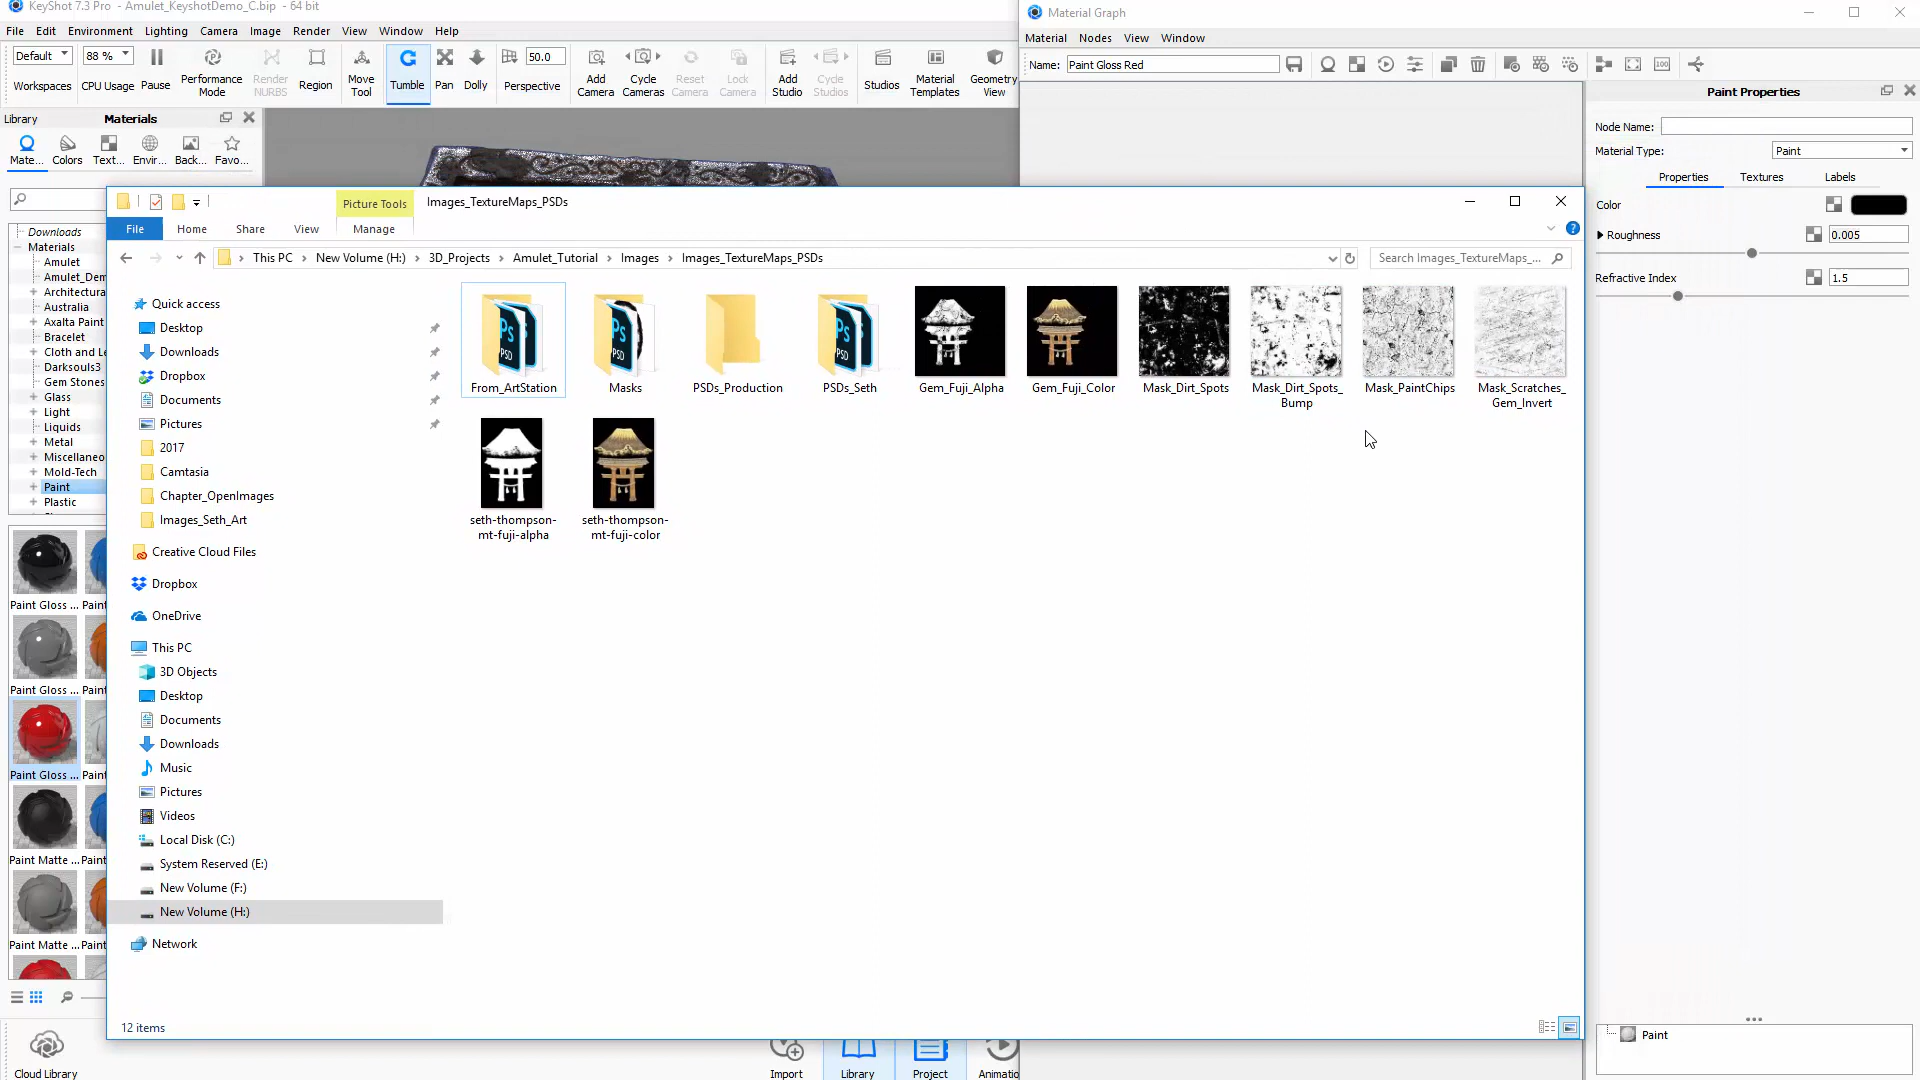 KeyShot 7.3 Pro - Amulet_KeyshotDemo_C.bip - 64 bit
File Edit Environment Lighting Camera Image Render View Window Help
Default 88 % 50.0
Workspaces CPU Usage Pause Performance Mode Render NURBS Region Move Tool Tumble Pan Dolly Perspective Add Camera Cycle Cameras Reset Camera Lock Camera Add Studio Cycle Studios Studios Material Templates Geometry View
Library Materials
Mate... Colors Text... Envir... Back... Favo...
Downloads
Materials
Amulet
Amulet_Dem
Architectura
Australia
Axalta Paint
Bracelet
Cloth and Le
Darksouls3
Gem Stones
Glass
Light
Liquids
Metal
Miscellaneo
Mold-Tech
Paint
Plastic
Paint Gloss ... Paint
Paint Gloss ... Paint
Paint Gloss ... Paint
Paint Matte ... Paint
Paint Matte ... Paint
Cloud Library
Import Library Project Animatio
Picture Tools Images_TextureMaps_PSDs
File Home Share View Manage
This PC New Volume (H:) 3D_Projects Amulet_Tutorial Images Images_TextureMaps_PSDs
Search Images_TextureMaps_...
Quick access
Desktop
Downloads
Dropbox
Documents
Pictures
2017
Camtasia
Chapter_OpenImages
Images_Seth_Art
Creative Cloud Files
Dropbox
OneDrive
This PC
3D Objects
Desktop
Documents
Downloads
Music
Pictures
Videos
Local Disk (C:)
System Reserved (E:)
New Volume (F:)
New Volume (H:)
Network
From_ArtStation
Masks
PSDs_Production
PSDs_Seth
Gem_Fuji_Alpha
Gem_Fuji_Color
Mask_Dirt_Spots
Mask_Dirt_Spots_
Bump
Mask_PaintChips
Mask_Scratches_
Gem_Invert
seth-thompson-
mt-fuji-alpha
seth-thompson-
mt-fuji-color
12 items
Material Graph
Material Nodes View Window
Name: Paint Gloss Red
100
Paint Properties
Node Name:
Material Type: Paint
Properties Textures Labels
Color
Roughness 0.005
Refractive Index 1.5
Paint